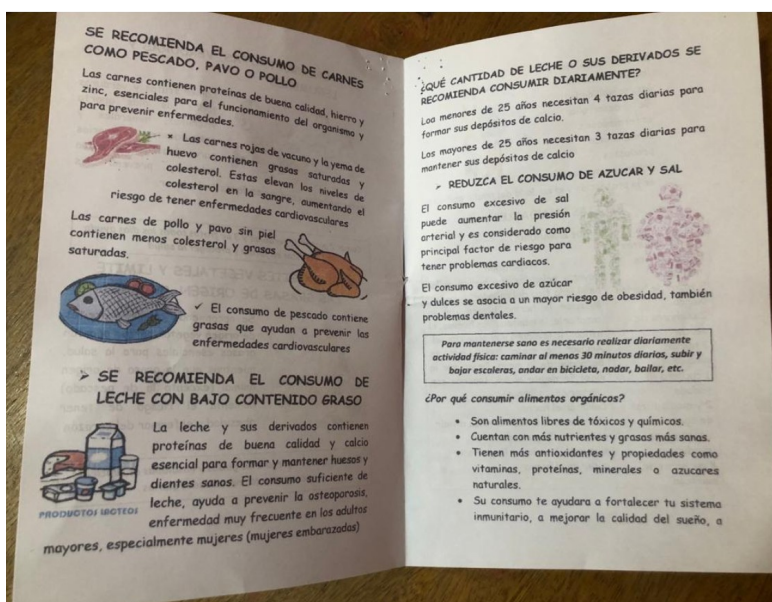 SE RECOMIENDA EL CONSUMO DE CARNES
COMO PESCADO, PAVO O POLLO
Las carnes contienen proteínas de buena calidad, hierro y
zinc, esenciales para el funcionamiento del organismo y
para prevenir enfermedades.
* Las carnes rojas de vacuno y la yema de
huevo contienen grasas saturadas y
colesterol. Estas elevan los niveles de
colesterol en la sangre, aumentando el
riesgo de tener enfermedades cardiovasculares
Las carnes de pollo y pavo sin piel
contienen menos colesterol y grasas
saturadas.
✓ El consumo de pescado contiene
grasas que ayudan a prevenir las
enfermedades cardiovasculares
➢ SE RECOMIENDA EL CONSUMO DE
LECHE CON BAJO CONTENIDO GRASO
La leche y sus derivados contienen
proteínas de buena calidad y calcio
esencial para formar y mantener huesos y
dientes sanos. El consumo suficiente de
leche, ayuda a prevenir la osteoporosis,
enfermedad muy frecuente en los adultos
mayores, especialmente mujeres (mujeres embarazadas)
PRODUCTOS LACTEOS
¿QUÉ CANTIDAD DE LECHE O SUS DERIVADOS SE
RECOMIENDA CONSUMIR DIARIAMENTE?
Loa menores de 25 años necesitan 4 tazas diarias para
formar sus depósitos de calcio.
Los mayores de 25 años necesitan 3 tazas diarias para
mantener sus depósitos de calcio
➢ REDUZCA EL CONSUMO DE AZUCAR Y SAL
El consumo excesivo de sal
puede aumentar la presión
arterial y es considerado como
principal factor de riesgo para
tener problemas cardiacos.
El consumo excesivo de azúcar
y dulces se asocia a un mayor riesgo de obesidad, también
problemas dentales.
Para mantenerse sano es necesario realizar diariamente
actividad física: caminar al menos 30 minutos diarios, subir y
bajar escaleras, andar en bicicleta, nadar, bailar, etc.
¿Por qué consumir alimentos orgánicos?
• Son alimentos libres de tóxicos y químicos.
• Cuentan con más nutrientes y grasas más sanas.
• Tienen más antioxidantes y propiedades como
vitaminas, proteínas, minerales o azucares
naturales.
• Su consumo te ayudara a fortalecer tu sistema
inmunitario, a mejorar la calidad del sueño, a